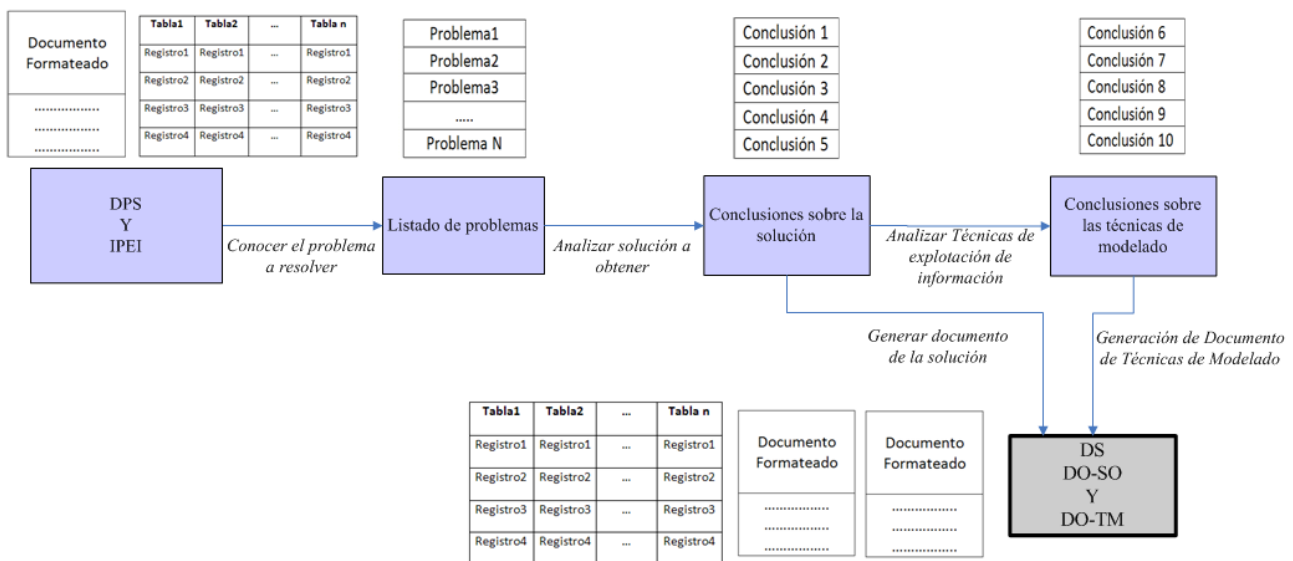 Documento
Formateado
.................
.................
.................
Tabla1 Tabla2 ... Tabla n
Registro1 Registro1 ... Registro1
Registro2 Registro2 ... Registro2
Registro3 Registro3 ... Registro3
Registro4 Registro4 ... Registro4
Problema1
Problema2
Problema3
.....
Problema N
Conclusión 1
Conclusión 2
Conclusión 3
Conclusión 4
Conclusión 5
Conclusión 6
Conclusión 7
Conclusión 8
Conclusión 9
Conclusión 10
DPS
Y
IPEI
Conocer el problema
a resolver
Listado de problemas
Analizar solución a
obtener
Conclusiones sobre la
solución
Analizar Técnicas de
explotación de
información
Conclusiones sobre
las técnicas de
modelado
Generar documento
de la solución
Generación de Documento
de Técnicas de Modelado
Tabla1 Tabla2 ... Tabla n
Registro1 Registro1 ... Registro1
Registro2 Registro2 ... Registro2
Registro3 Registro3 ... Registro3
Registro4 Registro4 ... Registro4
Documento
Formateado
.................
.................
.................
Documento
Formateado
.................
.................
.................
DS
DO-SO
Y
DO-TM